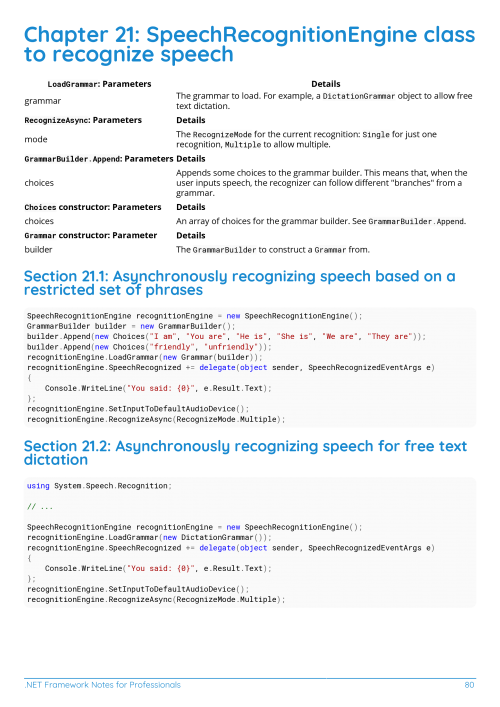 Chapter 21: SpeechRecognitionEngine class
to recognize speech
LoadGrammar: Parameters Details
grammar The grammar to load. For example, a DictationGrammar object to allow free
text dictation.
RecognizeAsync: Parameters Details
mode The RecognizeMode for the current recognition: Single for just one
recognition, Multiple to allow multiple.
GrammarBuilder.Append: Parameters Details
choices Appends some choices to the grammar builder. This means that, when the
user inputs speech, the recognizer can follow different "branches" from a
grammar.
Choices constructor: Parameters Details
choices An array of choices for the grammar builder. See GrammarBuilder.Append.
Grammar constructor: Parameter Details
builder The GrammarBuilder to construct a Grammar from.
Section 21.1: Asynchronously recognizing speech based on a
restricted set of phrases
SpeechRecognitionEngine recognitionEngine = new SpeechRecognitionEngine();
GrammarBuilder builder = new GrammarBuilder();
builder.Append(new Choices("I am", "You are", "He is", "She is", "We are", "They are"));
builder.Append(new Choices("friendly", "unfriendly"));
recognitionEngine.LoadGrammar(new Grammar(builder));
recognitionEngine.SpeechRecognized += delegate(object sender, SpeechRecognizedEventArgs e)
{
    Console.WriteLine("You said: {0}", e.Result.Text);
};
recognitionEngine.SetInputToDefaultAudioDevice();
recognitionEngine.RecognizeAsync(RecognizeMode.Multiple);
Section 21.2: Asynchronously recognizing speech for free text
dictation
using System.Speech.Recognition;
// ...
SpeechRecognitionEngine recognitionEngine = new SpeechRecognitionEngine();
recognitionEngine.LoadGrammar(new DictationGrammar());
recognitionEngine.SpeechRecognized += delegate(object sender, SpeechRecognizedEventArgs e)
{
    Console.WriteLine("You said: {0}", e.Result.Text);
};
recognitionEngine.SetInputToDefaultAudioDevice();
recognitionEngine.RecognizeAsync(RecognizeMode.Multiple);
.NET Framework Notes for Professionals 80